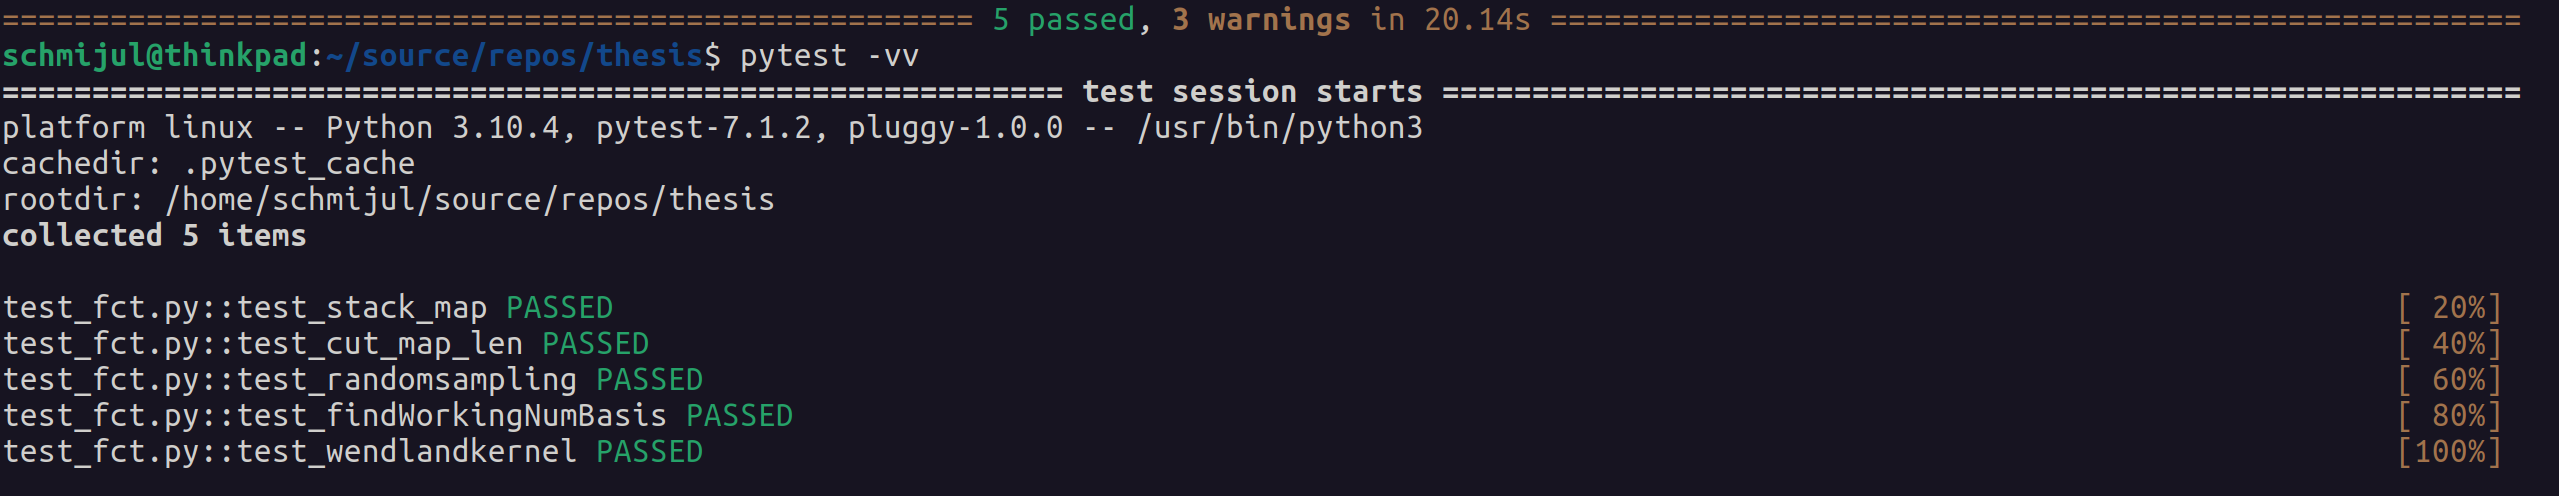 ====================================================== 5 passed, 3 warnings in 20.14s ======================================================
schmijul@thinkpad:~/source/repos/thesis$ pytest -vv
=========================================================== test session starts ============================================================
platform linux -- Python 3.10.4, pytest-7.1.2, pluggy-1.0.0 -- /usr/bin/python3
cachedir: .pytest_cache
rootdir: /home/schmijul/source/repos/thesis
collected 5 items
test_fct.py::test_stack_map PASSED [ 20%]
test_fct.py::test_cut_map_len PASSED [ 40%]
test_fct.py::test_randomsampling PASSED [ 60%]
test_fct.py::test_findWorkingNumBasis PASSED [ 80%]
test_fct.py::test_wendlandkernel PASSED [100%]